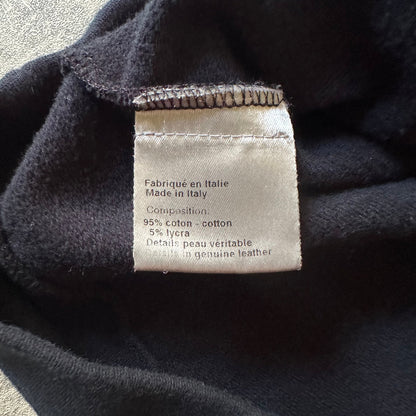 Fabriqué en Italie
Made in Italy
Composition:
95% coton - cotton
5% lycra
Details peau véritable
Details in genuine leather